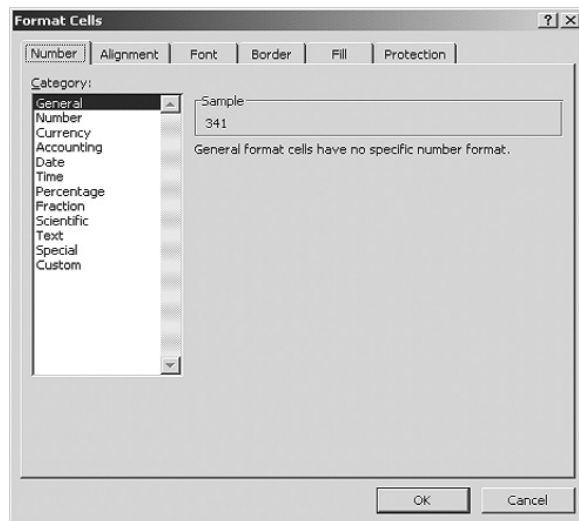 Format Cells
Number Alignment Font Border Fill Protection
Category:
General
Number
Currency
Accounting
Date
Time
Percentage
Fraction
Scientific
Text
Special
Custom
Sample
341
General format cells have no specific number format.
OK Cancel